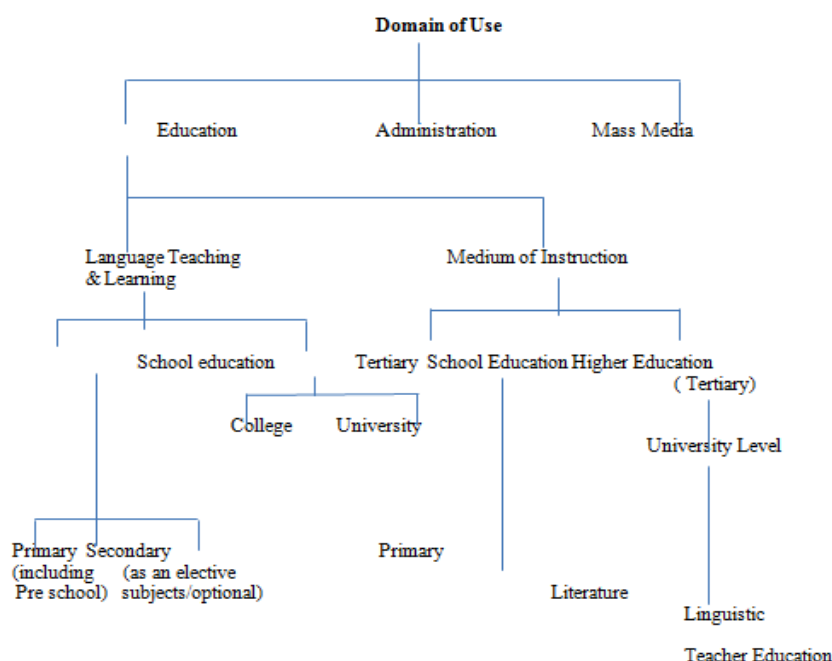 Domain of Use
Education Administration Mass Media
Language Teaching Medium of Instruction
& Learning
School education Tertiary School Education Higher Education
( Tertiary)
College University
University Level
Primary Secondary Primary
(including (as an elective
Pre school) subjects/optional) Literature
Linguistic
Teacher Education